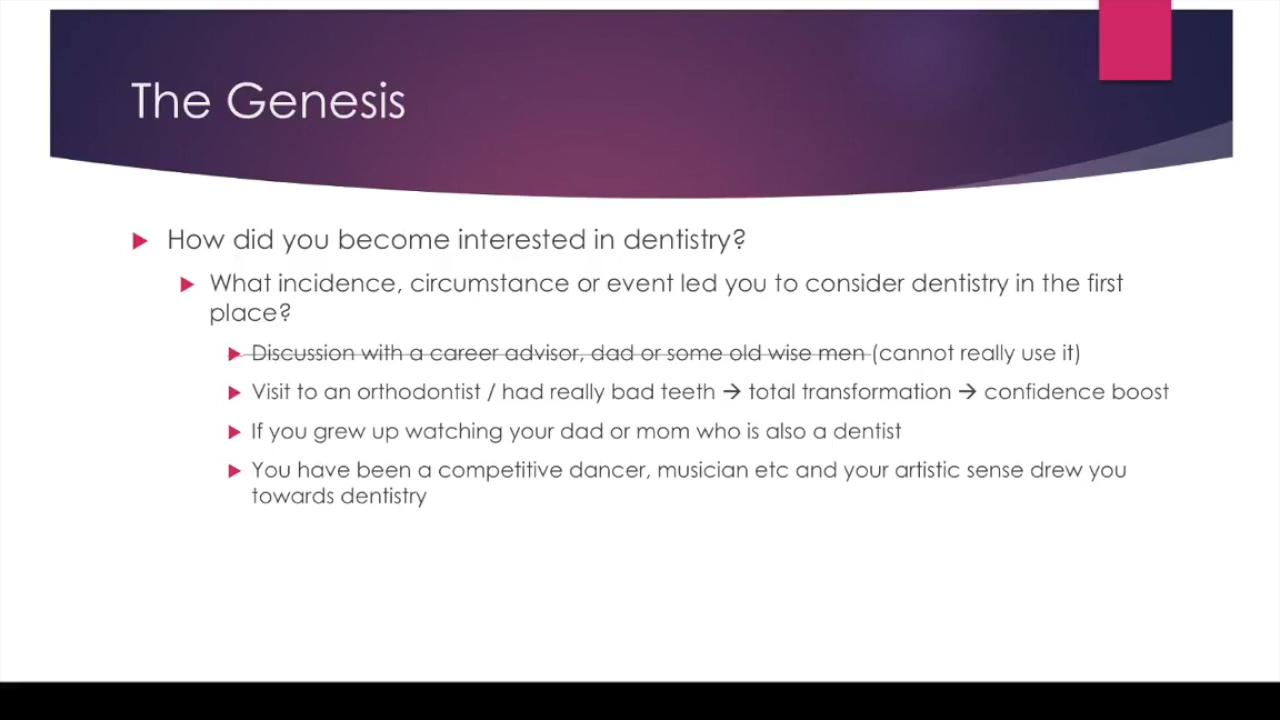 The Genesis
How did you become interested in dentistry?
What incidence, circumstance or event led you to consider dentistry in the first
place?
Discussion with a career advisor, dad or some old wise men (cannot really use it)
Visit to an orthodontist / had really bad teeth → total transformation → confidence boost
If you grew up watching your dad or mom who is also a dentist
You have been a competitive dancer, musician etc and your artistic sense drew you
towards dentistry